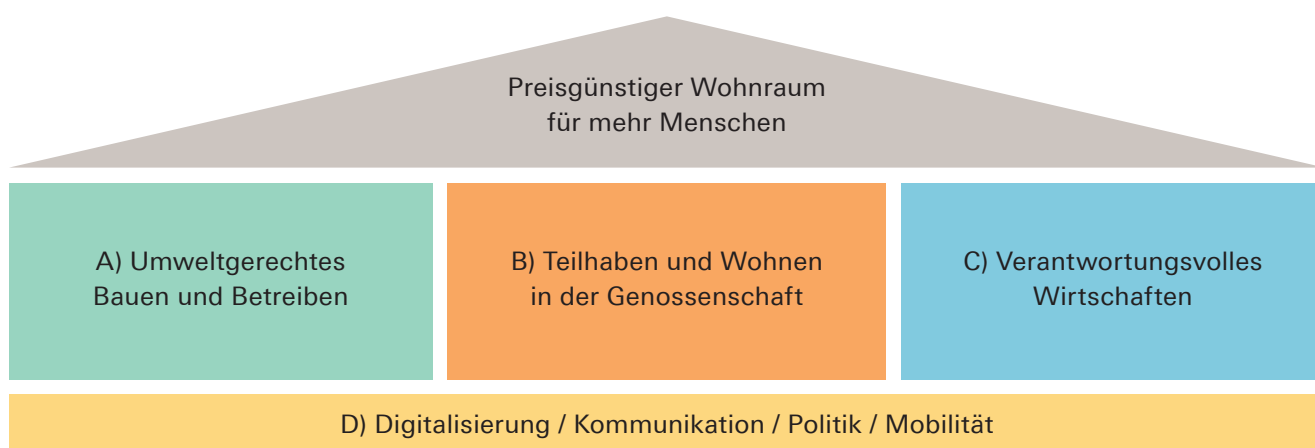 Preisgünstiger Wohnraum
für mehr Menschen
A) Umweltgerechtes
Bauen und Betreiben
B) Teilhaben und Wohnen
in der Genossenschaft
C) Verantwortungsvolles
Wirtschaften
D) Digitalisierung / Kommunikation / Politik / Mobilität